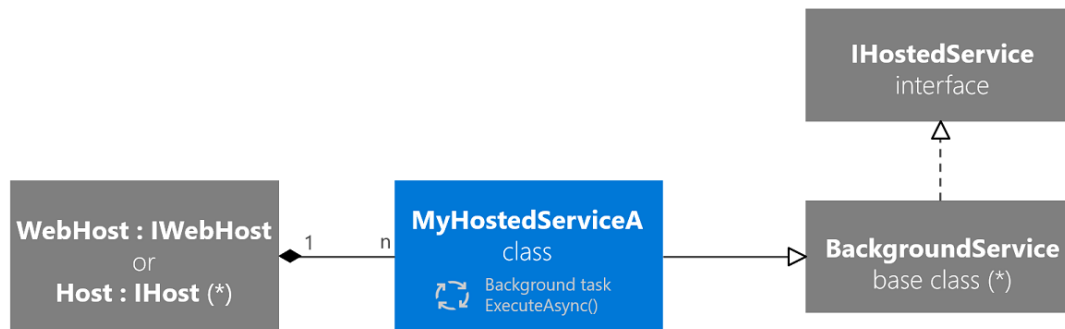 IHostedService
interface
WebHost : IWebHost
or
Host : IHost (*)
1
n
MyHostedServiceA
class
Background task
ExecuteAsync()
BackgroundService
base class (*)